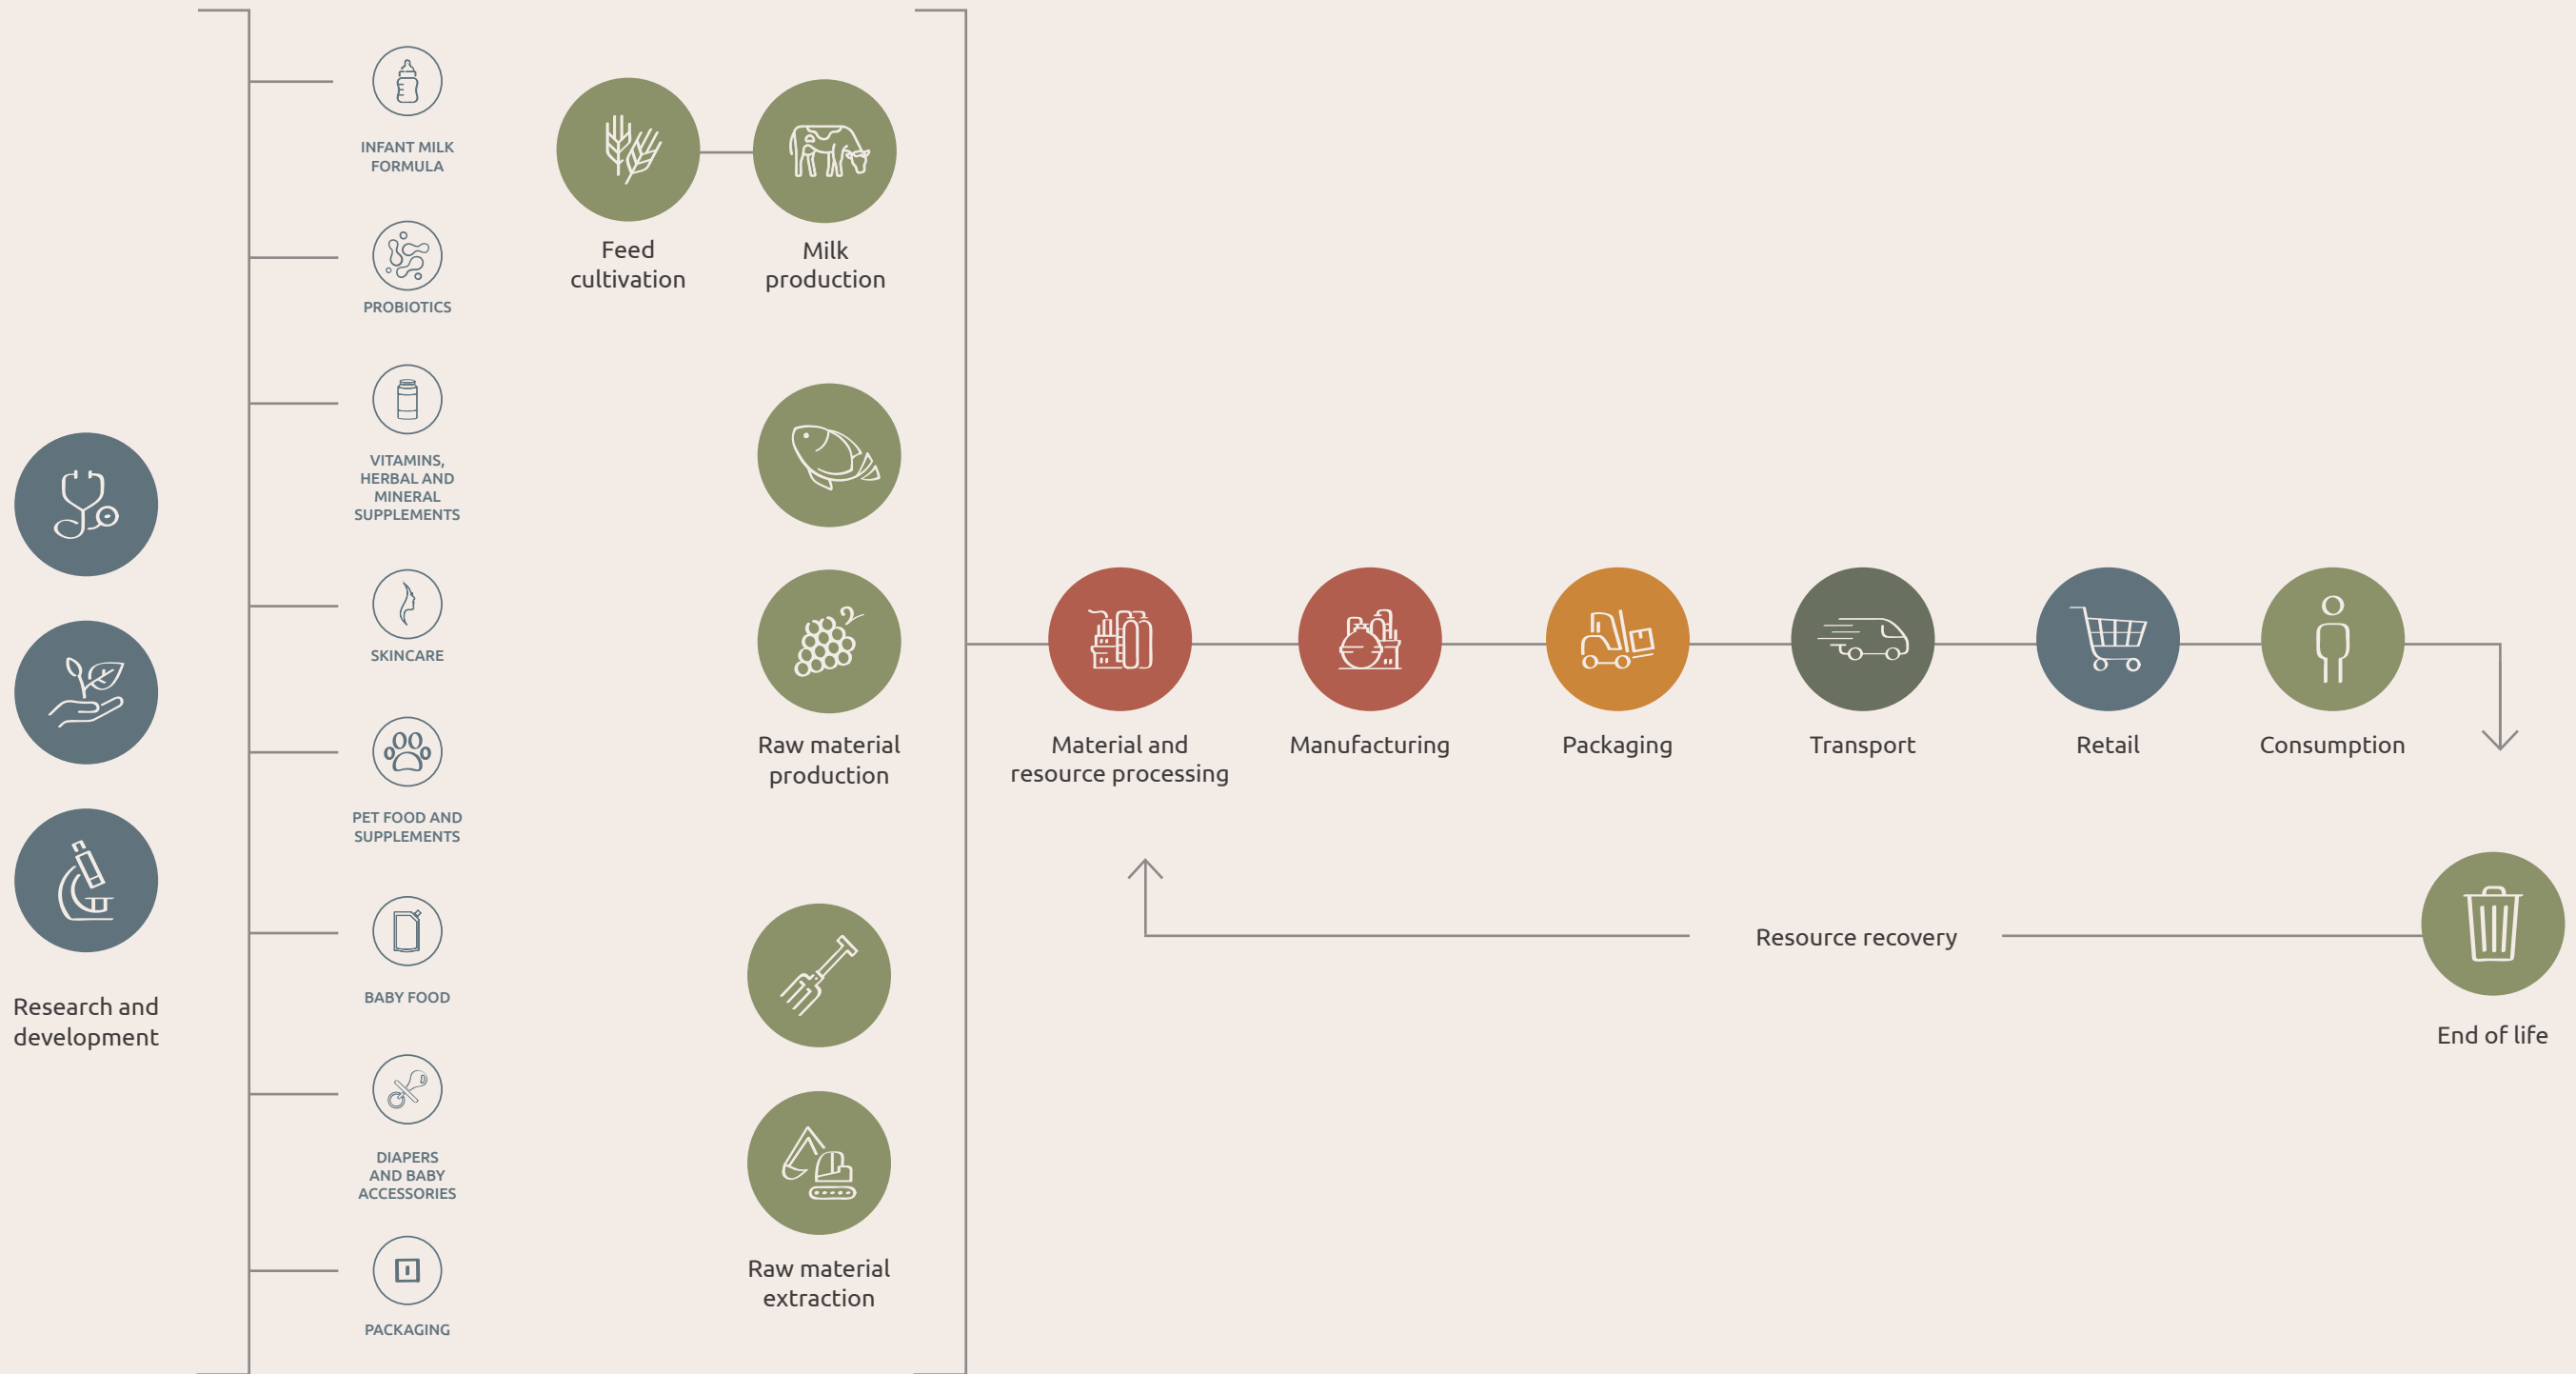 Research and
development
INFANT MILK
FORMULA
PROBIOTICS
VITAMINS,
HERBAL AND
MINERAL
SUPPLEMENTS
SKINCARE
PET FOOD AND
SUPPLEMENTS
BABY FOOD
DIAPERS
AND BABY
ACCESSORIES
PACKAGING
Feed
cultivation
Milk
production
Raw material
production
Raw material
extraction
Material and
resource processing
Manufacturing
Packaging
Transport
Retail
Consumption
Resource recovery
End of life